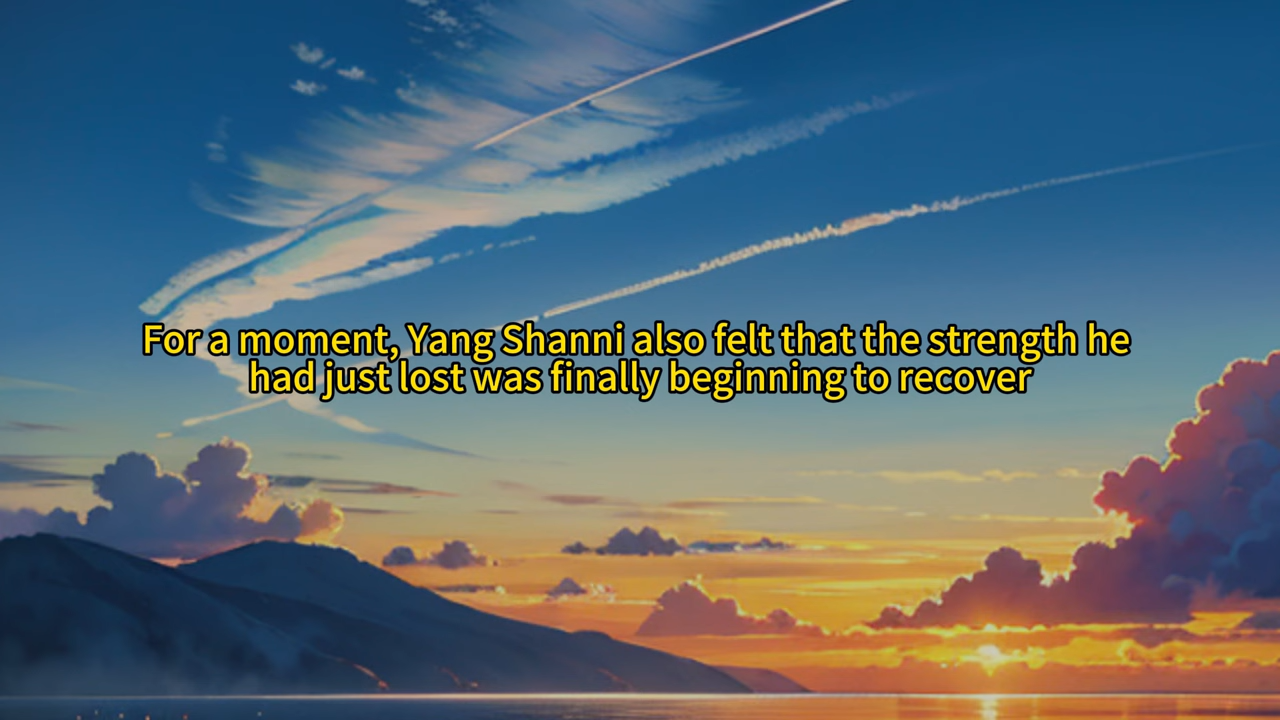 For a moment, Yang Shanni also felt that the strength he
had just lost was finally beginning to recover